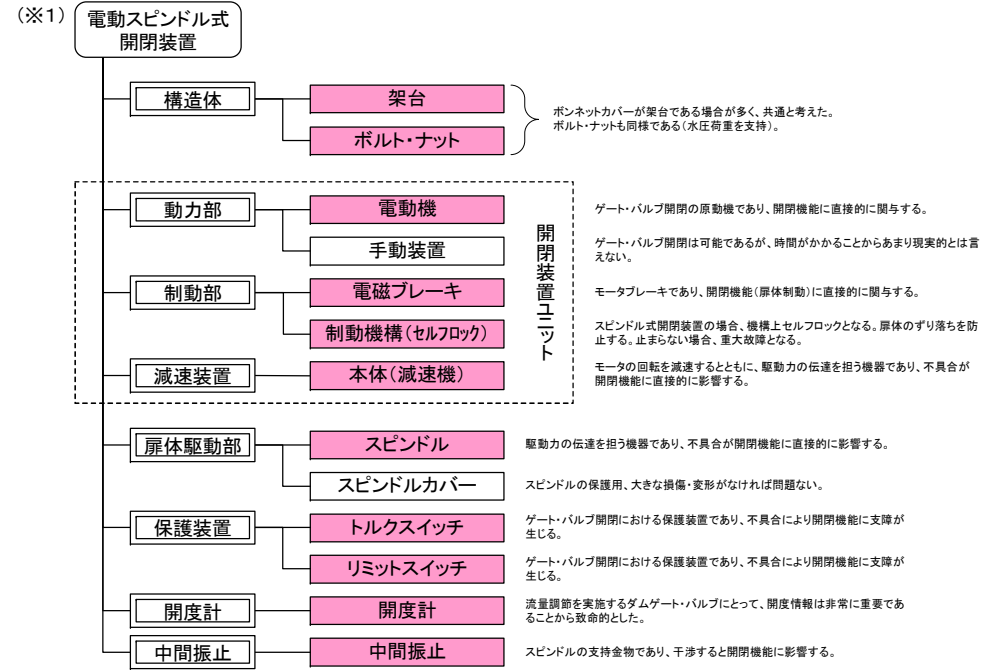 (※1)
電動スピンドル式
開閉装置
構造体
架台
ボルト・ナット
ボンネットカバーが架台である場合が多く、共通と考えた。
ボルト・ナットも同様である(水圧荷重を支持)。
動力部
電動機
ゲート・バルブ開閉の原動機であり、開閉機能に直接的に関与する。
手動装置
ゲート・バルブ開閉は可能であるが、時間がかかることからあまり現実的とは言
えない。
制動部
電磁ブレーキ
モータブレーキであり、開閉機能(扉体制動)に直接的に関与する。
制動機構(セルフロック)
スピンドル式開閉装置の場合、機構上セルフロックとなる。扉体のずり落ちを防
止する。止まらない場合、重大故障となる。
減速装置
本体(減速機)
モータの回転を減速するとともに、駆動力の伝達を担う機器であり、不具合が
開閉機能に直接的に影響する。
開閉装置ユニット
扉体駆動部
スピンドル
駆動力の伝達を担う機器であり、不具合が開閉機能に直接的に影響する。
スピンドルカバー
スピンドルの保護用、大きな損傷・変形がなければ問題ない。
保護装置
トルクスイッチ
ゲート・バルブ開閉における保護装置であり、不具合により開閉機能に支障が
生じる。
リミットスイッチ
ゲート・バルブ開閉における保護装置であり、不具合により開閉機能に支障が
生じる。
開度計
開度計
流量調節を実施するダムゲート・バルブにとって、開度情報は非常に重要であ
ることから致命的とした。
中間振止
中間振止
スピンドルの支持金物であり、干渉すると開閉機能に影響する。